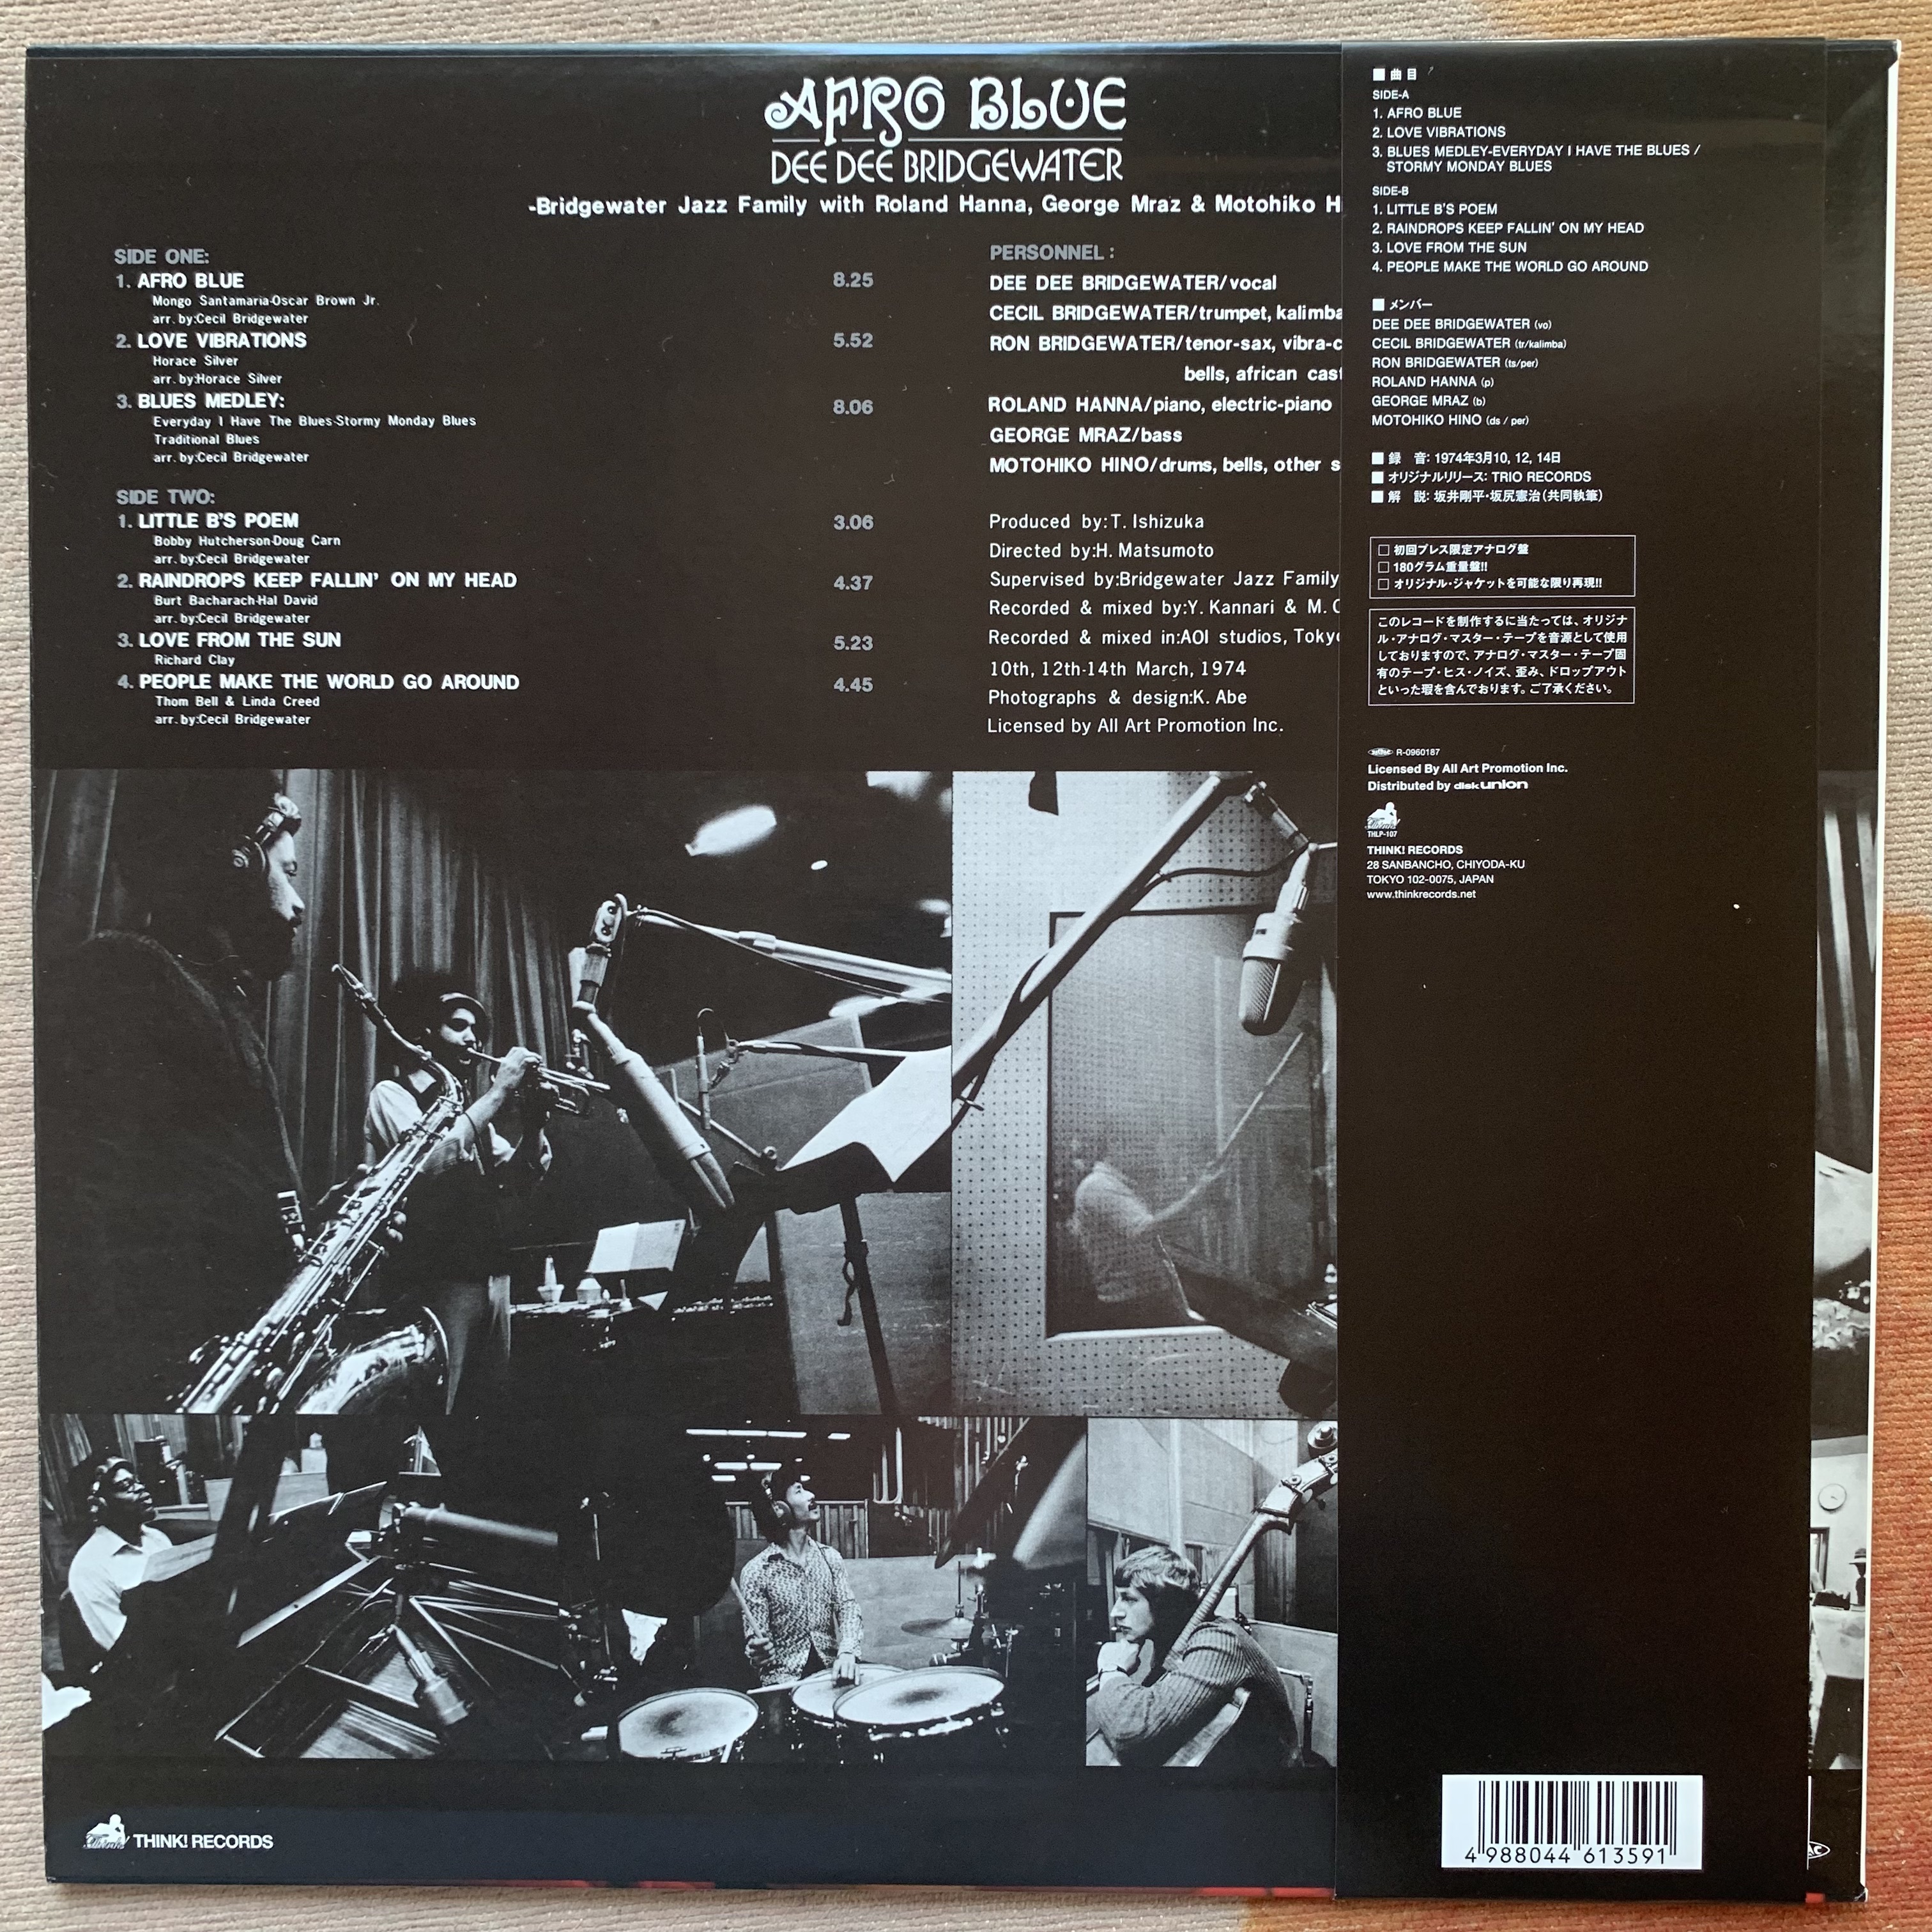 AFRO BLUE
DEE DEE BRIDGEWATER
-Bridgewater Jazz Family with Roland Hanna, George Mraz & Motohiko H
SIDE ONE:
1. AFRO BLUE 8.25
Mongo Santamaria-Oscar Brown Jr.
arr. by:Cecil Bridgewater
2. LOVE VIBRATIONS 5.52
Horace Silver
arr. by:Horace Silver
3. BLUES MEDLEY: 8.06
Everyday I Have The Blues-Stormy Monday Blues
Traditional Blues
arr. by:Cecil Bridgewater
SIDE TWO:
1. LITTLE B'S POEM 3.06
Bobby Hutcherson-Doug Carn
arr. by:Cecil Bridgewater
2. RAINDROPS KEEP FALLIN' ON MY HEAD 4.37
Burt Bacharach-Hal David
arr. by:Cecil Bridgewater
3. LOVE FROM THE SUN 5.23
Richard Clay
4. PEOPLE MAKE THE WORLD GO AROUND 4.45
Thom Bell & Linda Creed
arr. by:Cecil Bridgewater
PERSONNEL:
DEE DEE BRIDGEWATER/vocal
CECIL BRIDGEWATER/trumpet, kalimba
RON BRIDGEWATER/tenor-sax, vibra-c
bells, african cast
ROLAND HANNA/piano, electric-piano
GEORGE MRAZ/bass
MOTOHIKO HINO/drums, bells, other s
Produced by:T. Ishizuka
Directed by:H. Matsumoto
Supervised by:Bridgewater Jazz Family
Recorded & mixed by:Y. Kannari & M.
Recorded & mixed in:AOI studios, Tokyo
10th, 12th-14th March, 1974
Photographs & design:K. Abe
Licensed by All Art Promotion Inc.
■ 曲目
SIDE-A
1. AFRO BLUE
2. LOVE VIBRATIONS
3. BLUES MEDLEY-EVERYDAY I HAVE THE BLUES /
STORMY MONDAY BLUES
SIDE-B
1. LITTLE B'S POEM
2. RAINDROPS KEEP FALLIN' ON MY HEAD
3. LOVE FROM THE SUN
4. PEOPLE MAKE THE WORLD GO AROUND
■ メンバー
DEE DEE BRIDGEWATER (vo)
CECIL BRIDGEWATER (tr/kalimba)
RON BRIDGEWATER (ts/per)
ROLAND HANNA (p)
GEORGE MRAZ (b)
MOTOHIKO HINO (ds / per)
■ 録 音: 1974年3月10, 12, 14日
■ オリジナルリリース: TRIO RECORDS
■ 解 説: 坂井剛平・坂尻憲治(共同執筆)
□ 初回プレス限定アナログ盤
□ 180グラム重量盤!!
□ オリジナル・ジャケットを可能な限り再現!!
このレコードを制作するに当たっては、オリジナ
ル・アナログ・マスター・テープを音源として使用
しておりますので、アナログ・マスター・テープ固
有のテープ・ヒス・ノイズ、歪み、ドロップアウト
といった瑕を含んでおります。ご了承ください。
R-0960187
Licensed By All Art Promotion Inc.
Distributed by disk union
THLP-107
THINK! RECORDS
28 SANBANCHO, CHIYODA-KU
TOKYO 102-0075, JAPAN
www.thinkrecords.net
THINK! RECORDS
4 988044 613591